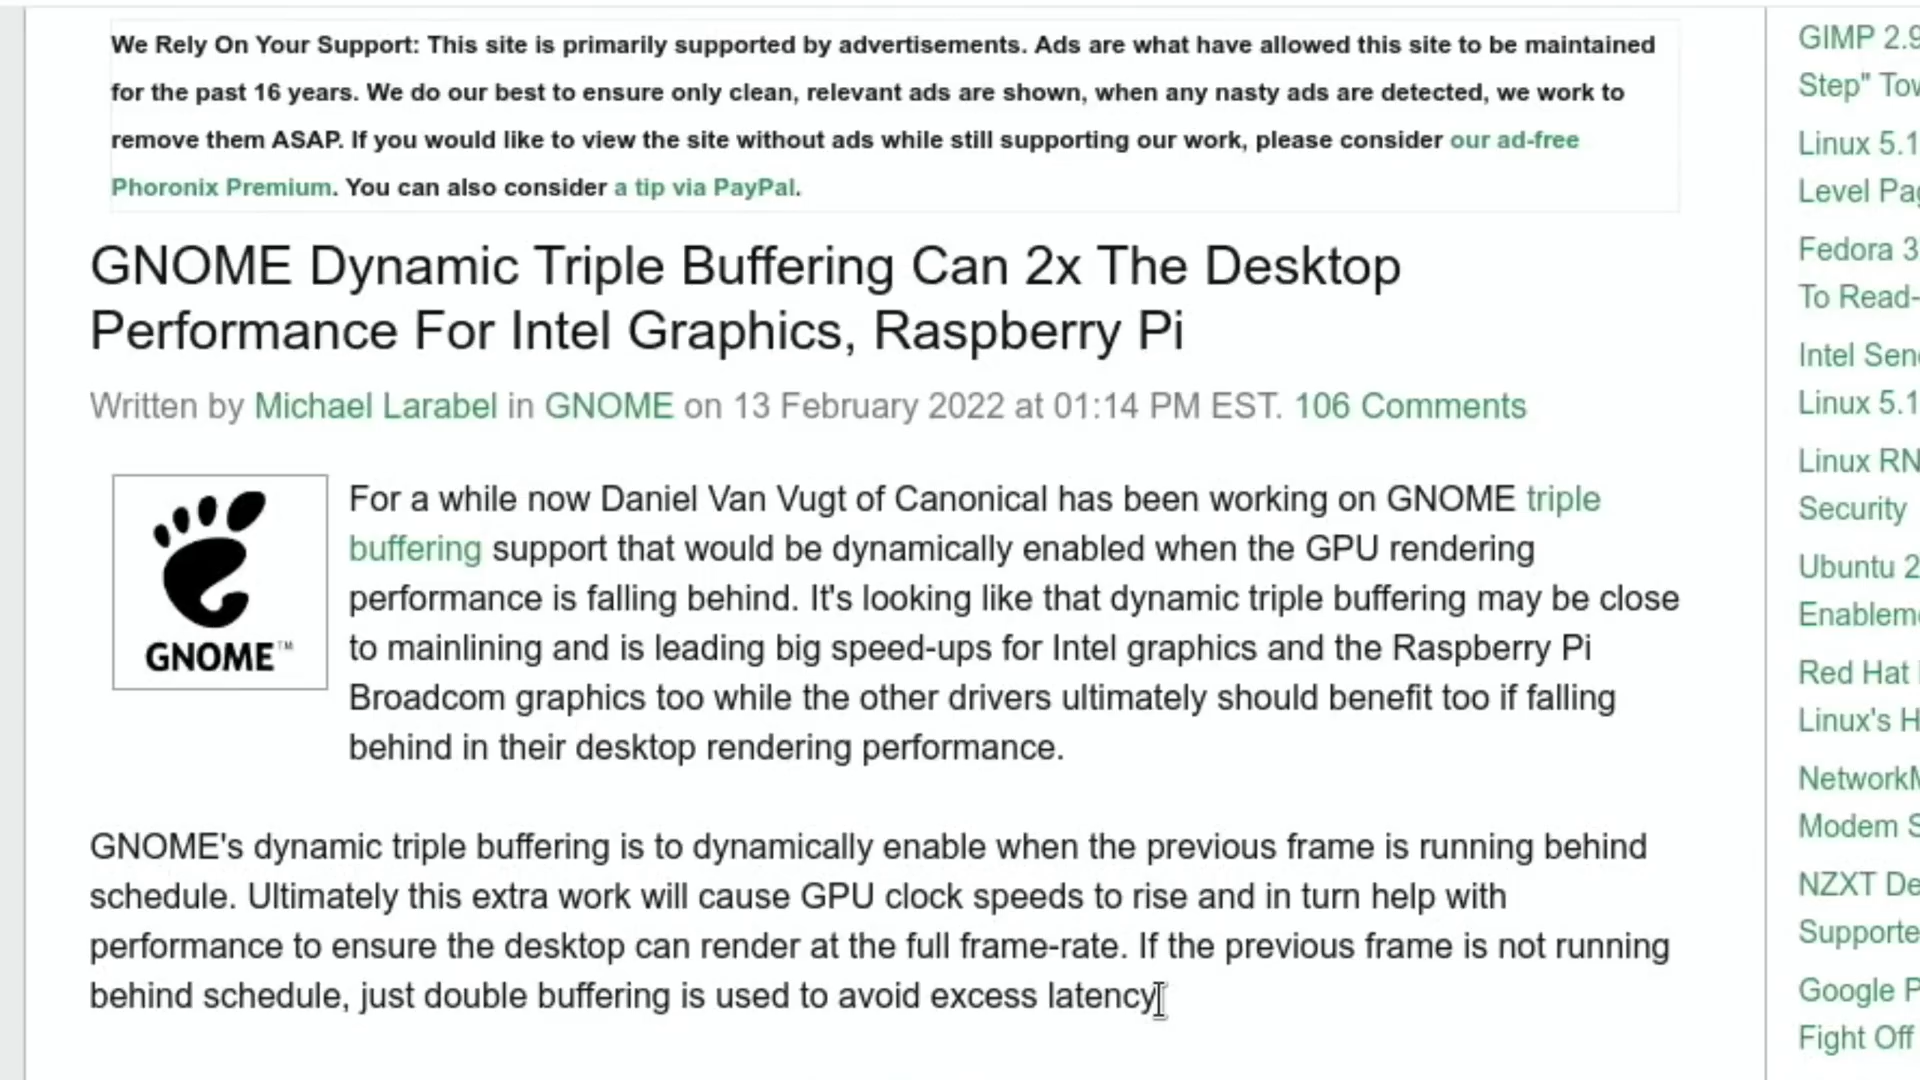 We Rely On Your Support: This site is primarily supported by advertisements. Ads are what have allowed this site to be maintained
for the past 16 years. We do our best to ensure only clean, relevant ads are shown, when any nasty ads are detected, we work to
remove them ASAP. If you would like to view the site without ads while still supporting our work, please consider our ad-free
Phoronix Premium. You can also consider a tip via PayPal.
GNOME Dynamic Triple Buffering Can 2x The Desktop
Performance For Intel Graphics, Raspberry Pi
Written by Michael Larabel in GNOME on 13 February 2022 at 01:14 PM EST. 106 Comments
GNOME™
For a while now Daniel Van Vugt of Canonical has been working on GNOME triple
buffering support that would be dynamically enabled when the GPU rendering
performance is falling behind. It's looking like that dynamic triple buffering may be close
to mainlining and is leading big speed-ups for Intel graphics and the Raspberry Pi
Broadcom graphics too while the other drivers ultimately should benefit too if falling
behind in their desktop rendering performance.
GNOME's dynamic triple buffering is to dynamically enable when the previous frame is running behind
schedule. Ultimately this extra work will cause GPU clock speeds to rise and in turn help with
performance to ensure the desktop can render at the full frame-rate. If the previous frame is not running
behind schedule, just double buffering is used to avoid excess latency
GIMP 2.9
Step" Tow
Linux 5.1
Level Pag
Fedora 3
To Read-
Intel Sen
Linux 5.1
Linux RN
Security
Ubuntu 2
Enablem
Red Hat
Linux's H
NetworkM
Modem S
NZXT De
Supporte
Google P
Fight Off